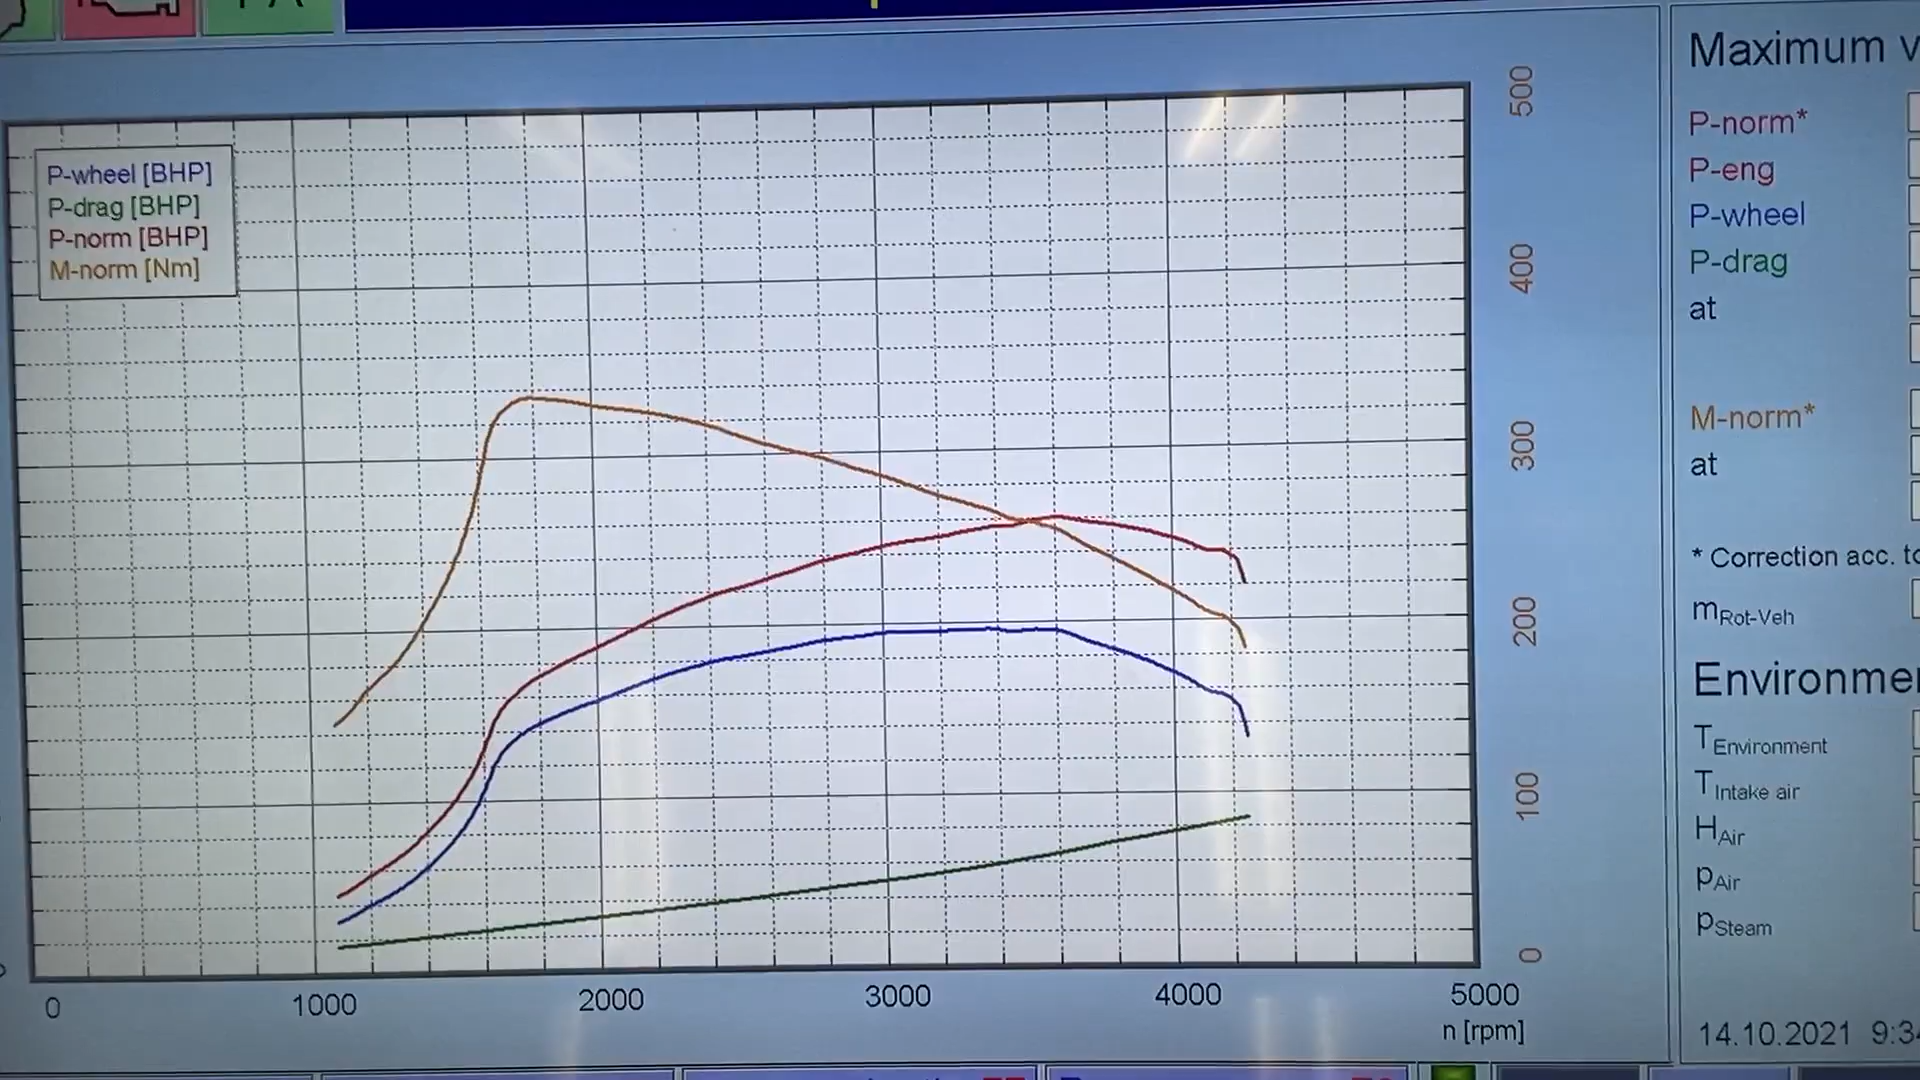 P-wheel [BHP]
P-drag [BHP]
P-norm [BHP]
M-norm [Nm]
500
400
300
200
100
0
0
1000
2000
3000
4000
5000
n [rpm]
Maximum
P-norm*
P-eng
P-wheel
P-drag
at
M-norm*
at
* Correction acc.
mRot-Veh
TEnvironment
TIntake air
HAir
pAir
pSteam
14.10.2021